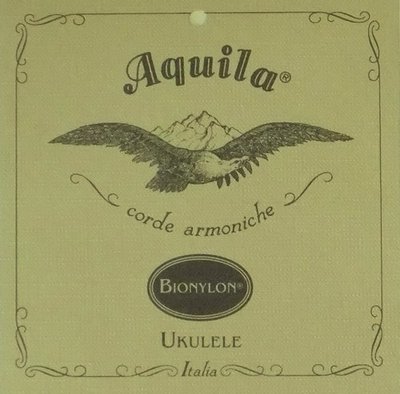 Aquila®
corde armoniche
BIONYLON®
UKULELE
Italia